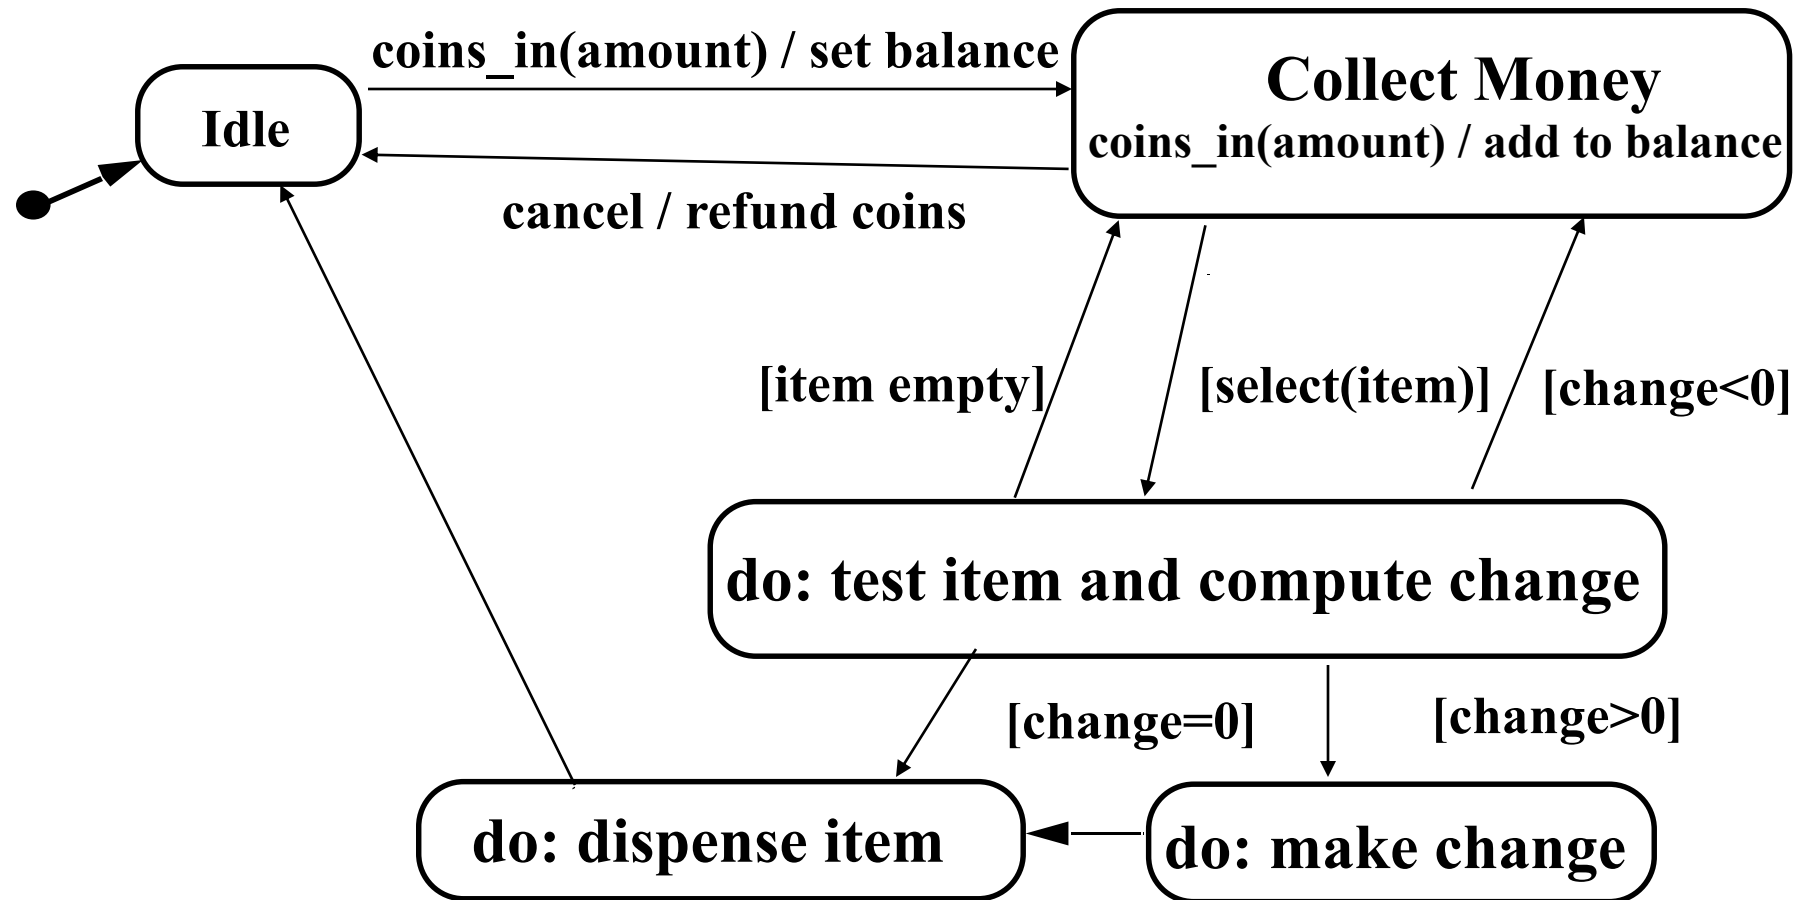 coins_in(amount) / set balance
Collect Money
Idle
coins_in(amount) / add to balance
cancel / refund coins
[item empty]
[select(item)]
[change<0]
do: test item and compute change
[change=0]
[change>0]
do: dispense item
do: make change